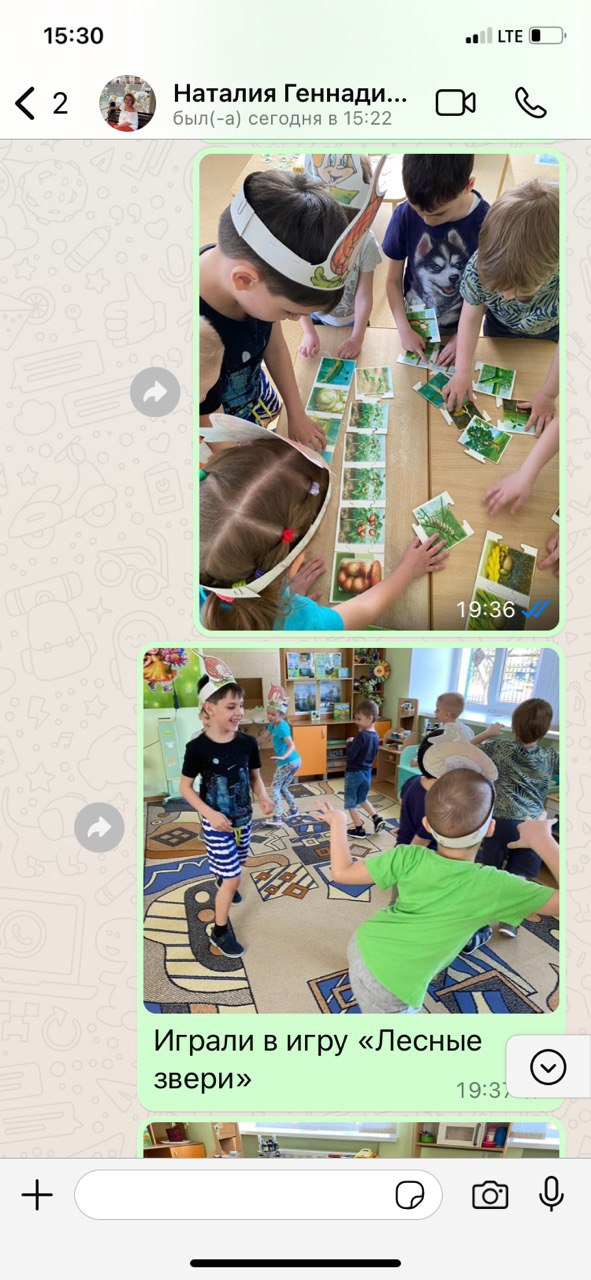 15:30
LTE
2
Наталия Геннади...
был(-а) сегодня в 15:22
19:36
Играли в игру «Лесные
звери»
19:37